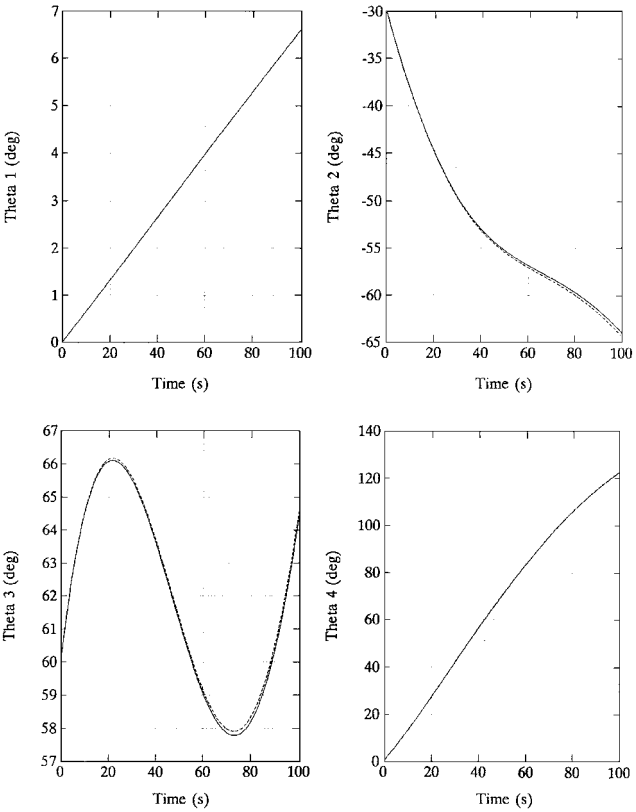 7
6
5
4
3
2
1
0
Theta 1 (deg)
0 20 40 60 80 100
Time (s)
-30
-35
-40
-45
-50
-55
-60
-65
Theta 2 (deg)
0 20 40 60 80 100
Time (s)
67
66
65
64
63
62
61
60
59
58
57
Theta 3 (deg)
0 20 40 60 80 100
Time (s)
140
120
100
80
60
40
20
0
Theta 4 (deg)
0 20 40 60 80 100
Time (s)